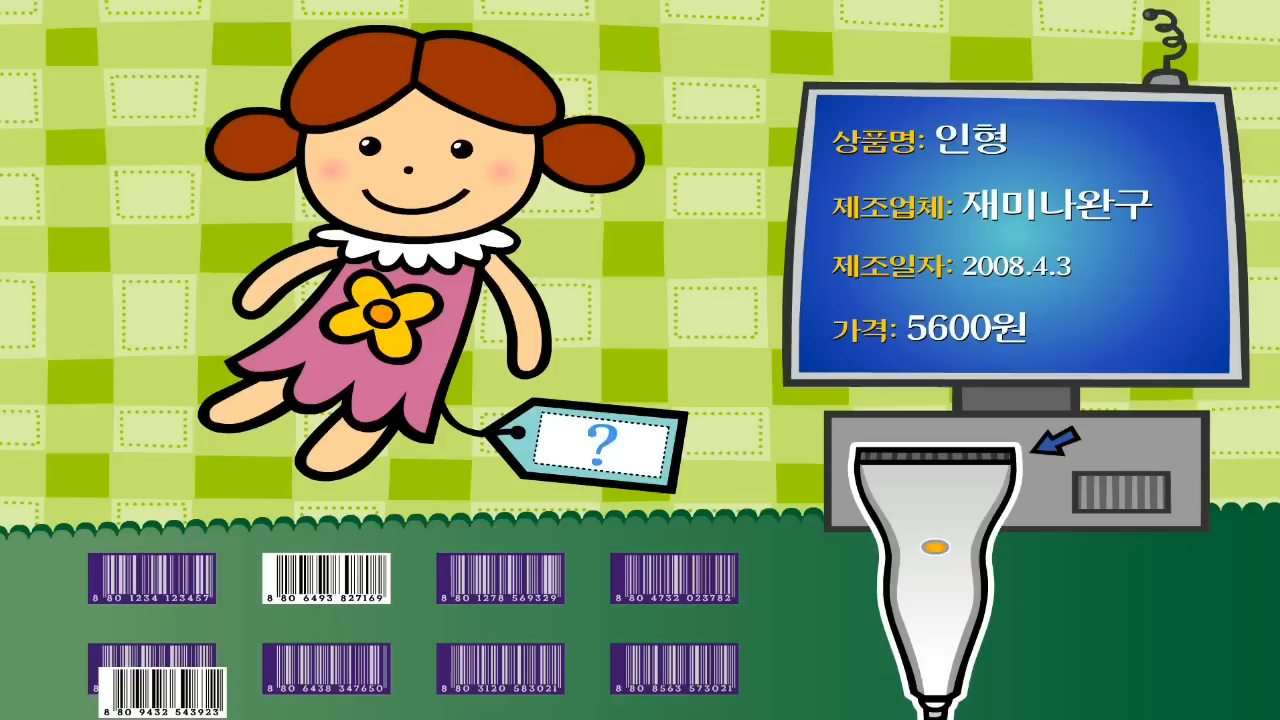 상품명: 인형
제조업체: 재미나완구
제조일자: 2008.4.3
가격: 5600원
?
8 80 1234 123457
8 80 6493 827169
8 80 1278 569329
8 80 4732 023782
8
8 80 9432 543923
8 80 6438 347650
8 80 3120 583021
8 80 8563 573021